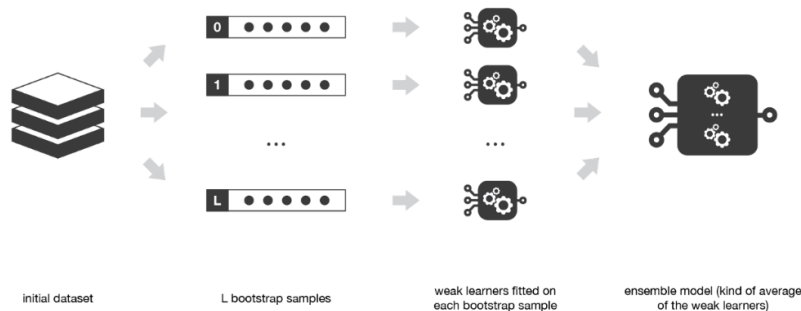 0
1
...
...
...
L
initial dataset
L bootstrap samples
weak learners fitted on
each bootstrap sample
ensemble model (kind of average
of the weak learners)